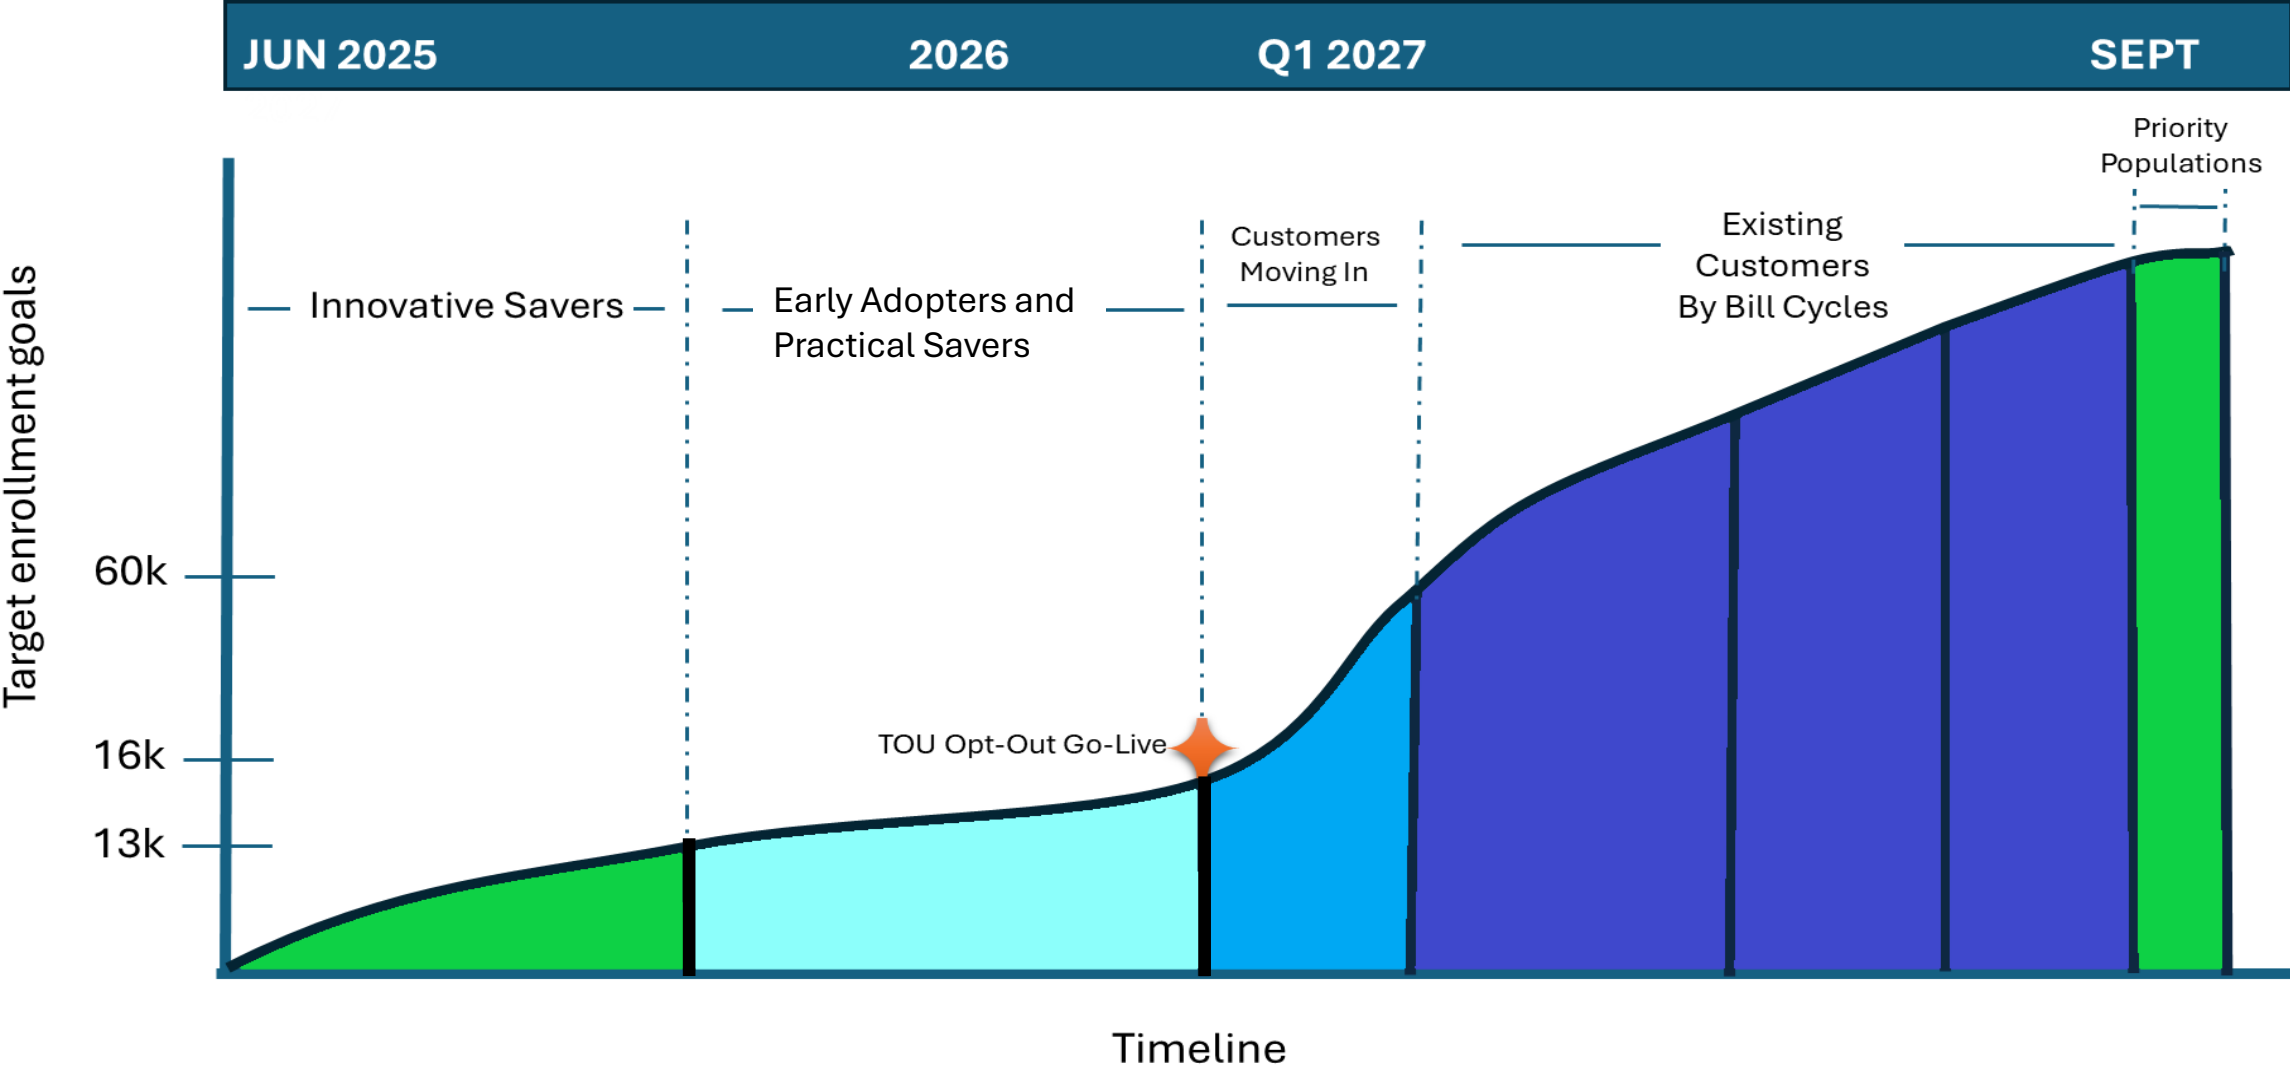 JUN 2025 2026 Q1 2027 SEPT
Priority
Populations
Existing
Customers
By Bill Cycles
Customers
Moving In
Early Adopters and
Practical Savers
Innovative Savers
Target enrollment goals
60k
16k
13k
TOU Opt-Out Go-Live
Timeline